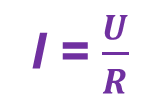 I = U/R